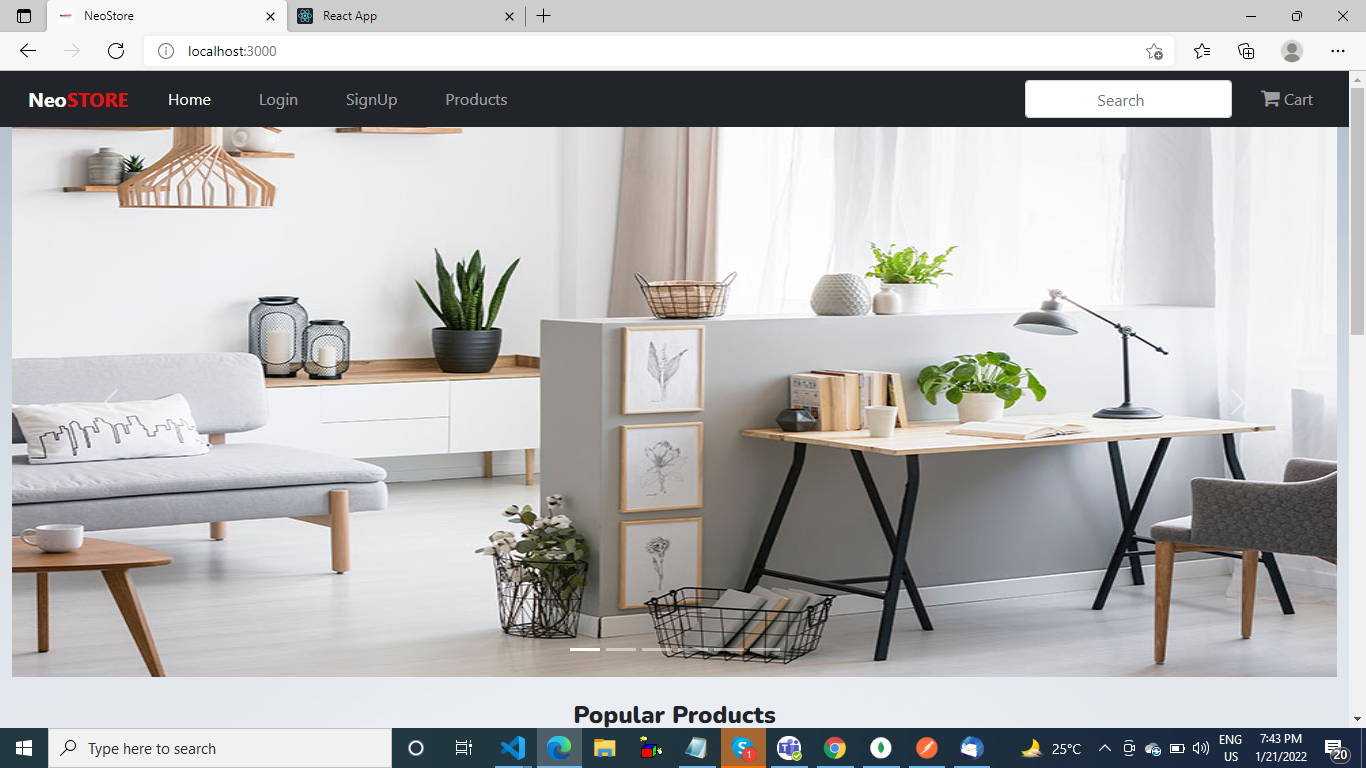 NeoStore
React App
localhost:3000
NeoSTORE Home Login SignUp Products Search Cart
Popular Products
Type here to search
25°C
ENG
US
7:43 PM
1/21/2022
1
20